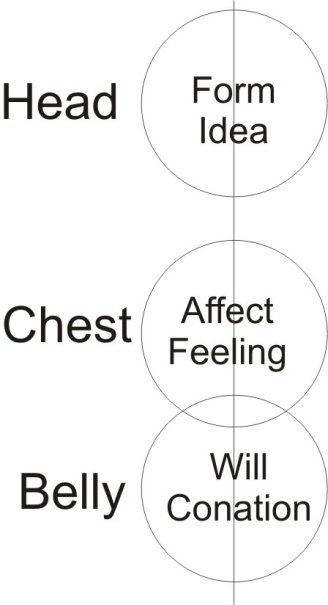 Head
Form
Idea
Chest
Affect
Feeling
Belly
Will
Conation